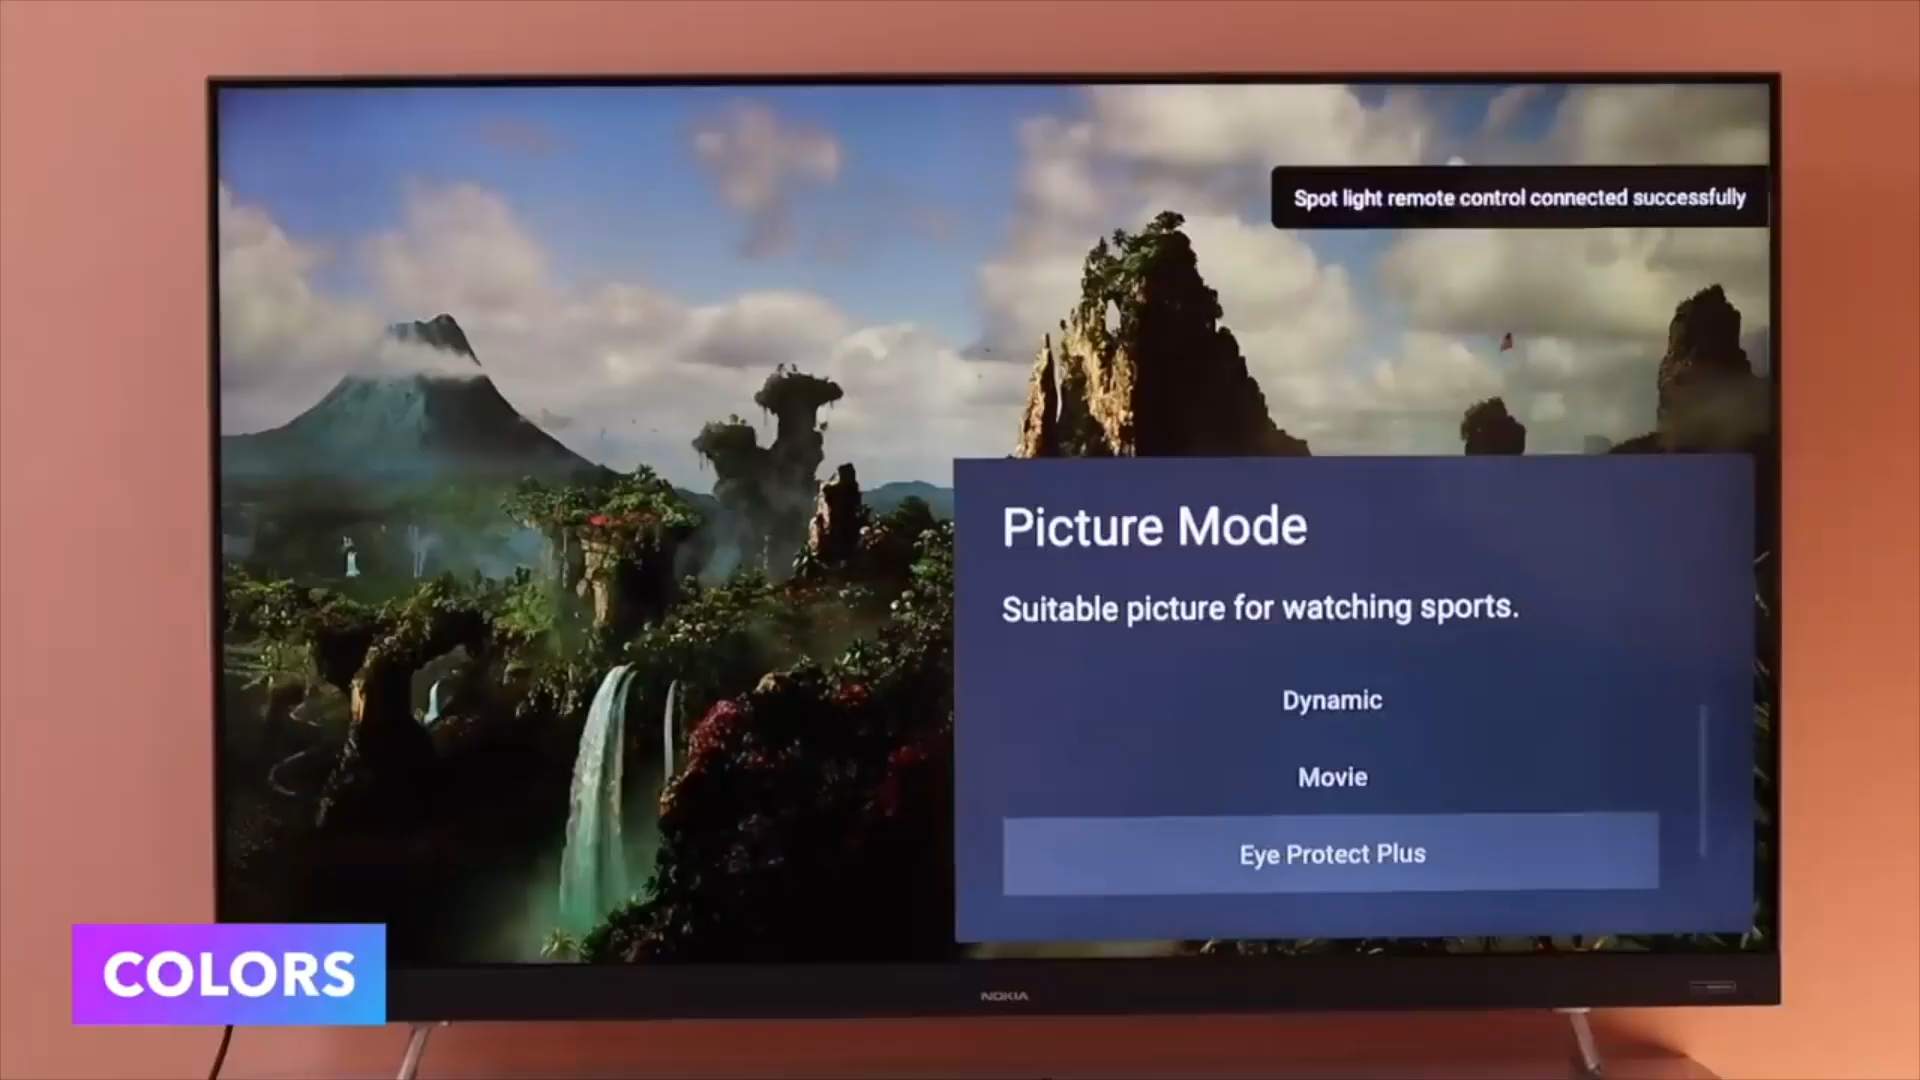 Spot light remote control connected successfully
Picture Mode
Suitable picture for watching sports.
Dynamic
Movie
Eye Protect Plus
COLORS
NOKIA